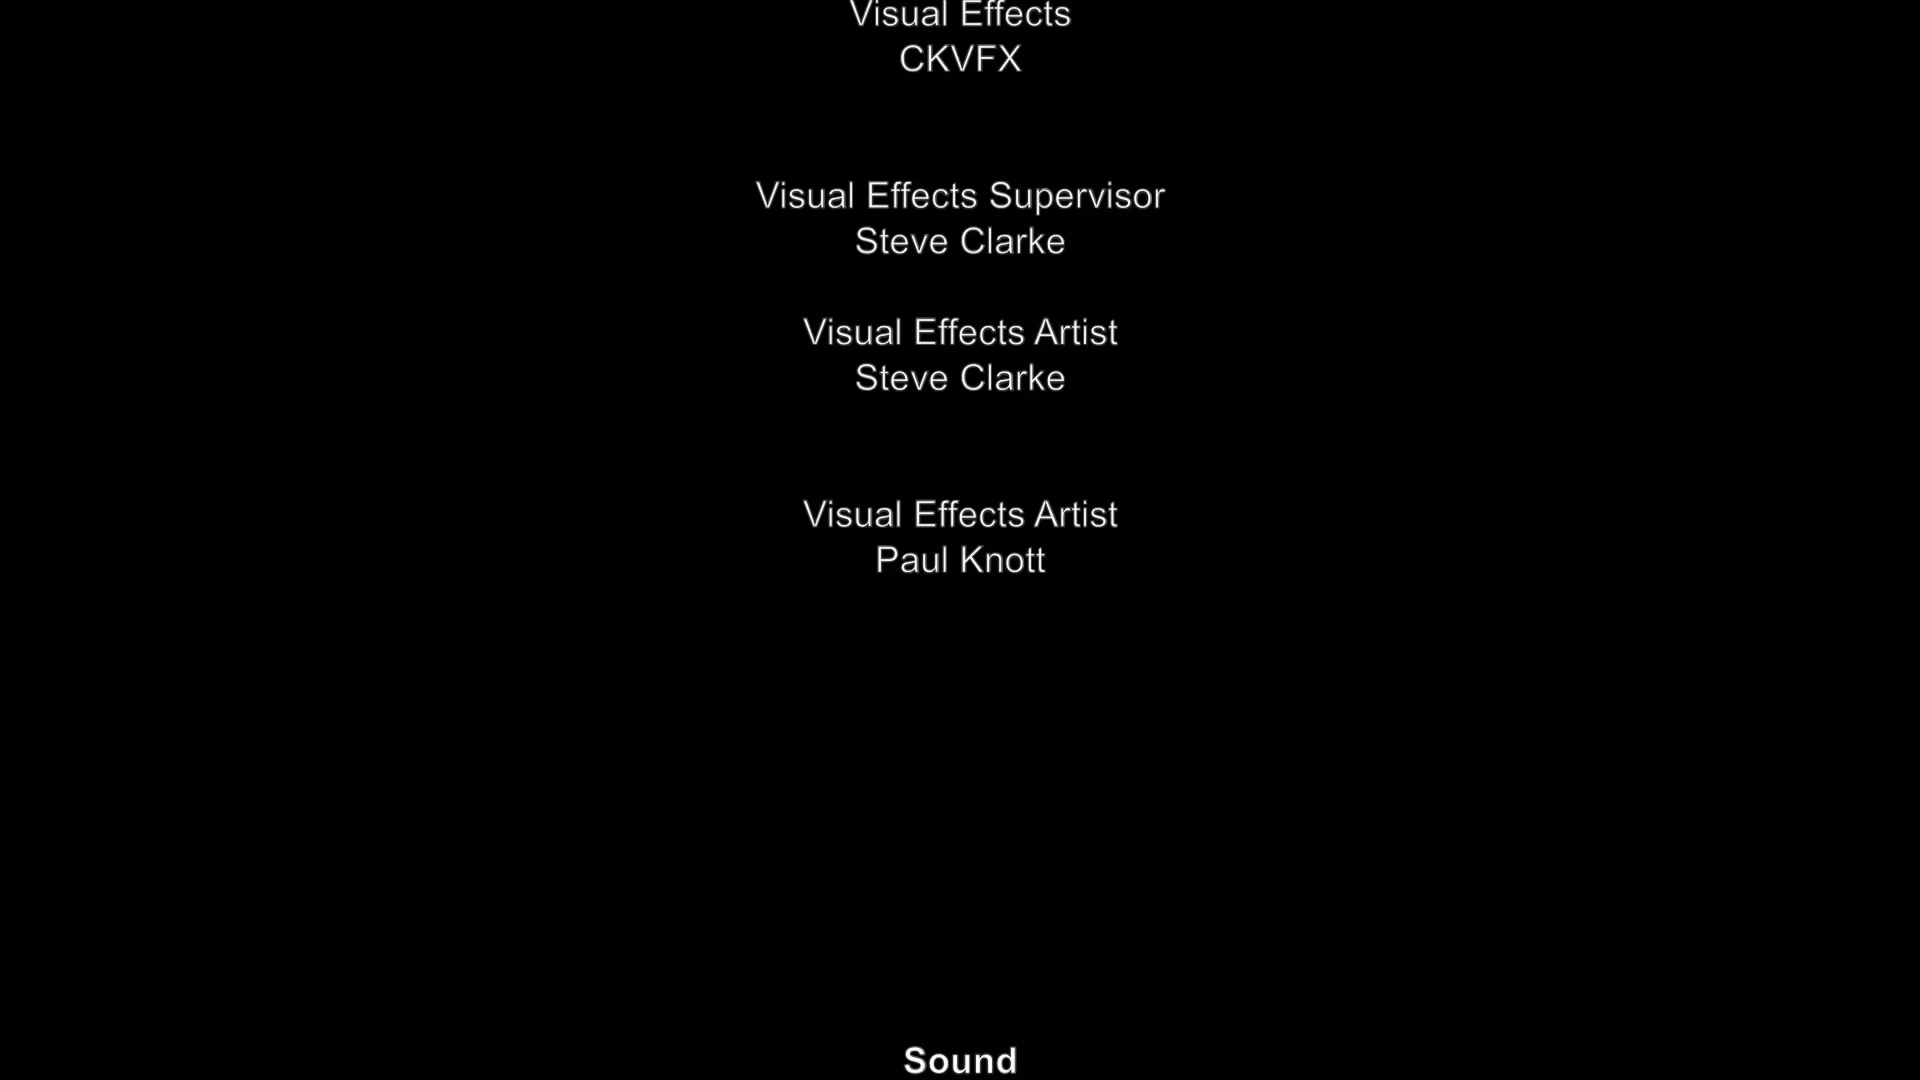 Visual Effects
CKVFX
Visual Effects Supervisor
Steve Clarke
Visual Effects Artist
Steve Clarke
Visual Effects Artist
Paul Knott
Sound